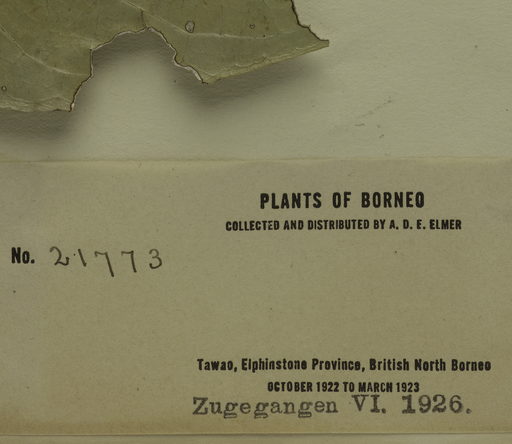 PLANTS OF BORNEO
COLLECTED AND DISTRIBUTED BY A. D. E. ELMER
No. 21773
Tawao, Elphinstone Province, British North Borneo
OCTOBER 1922 TO MARCH 1923
Zugegangen VI. 1926.